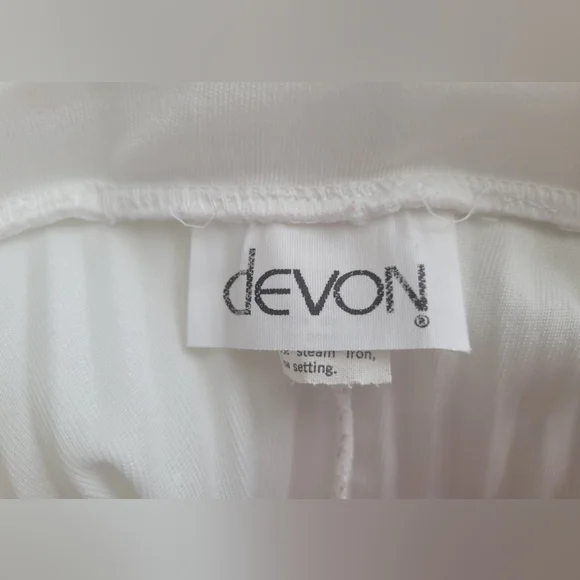 devon®
steam iron,
setting.